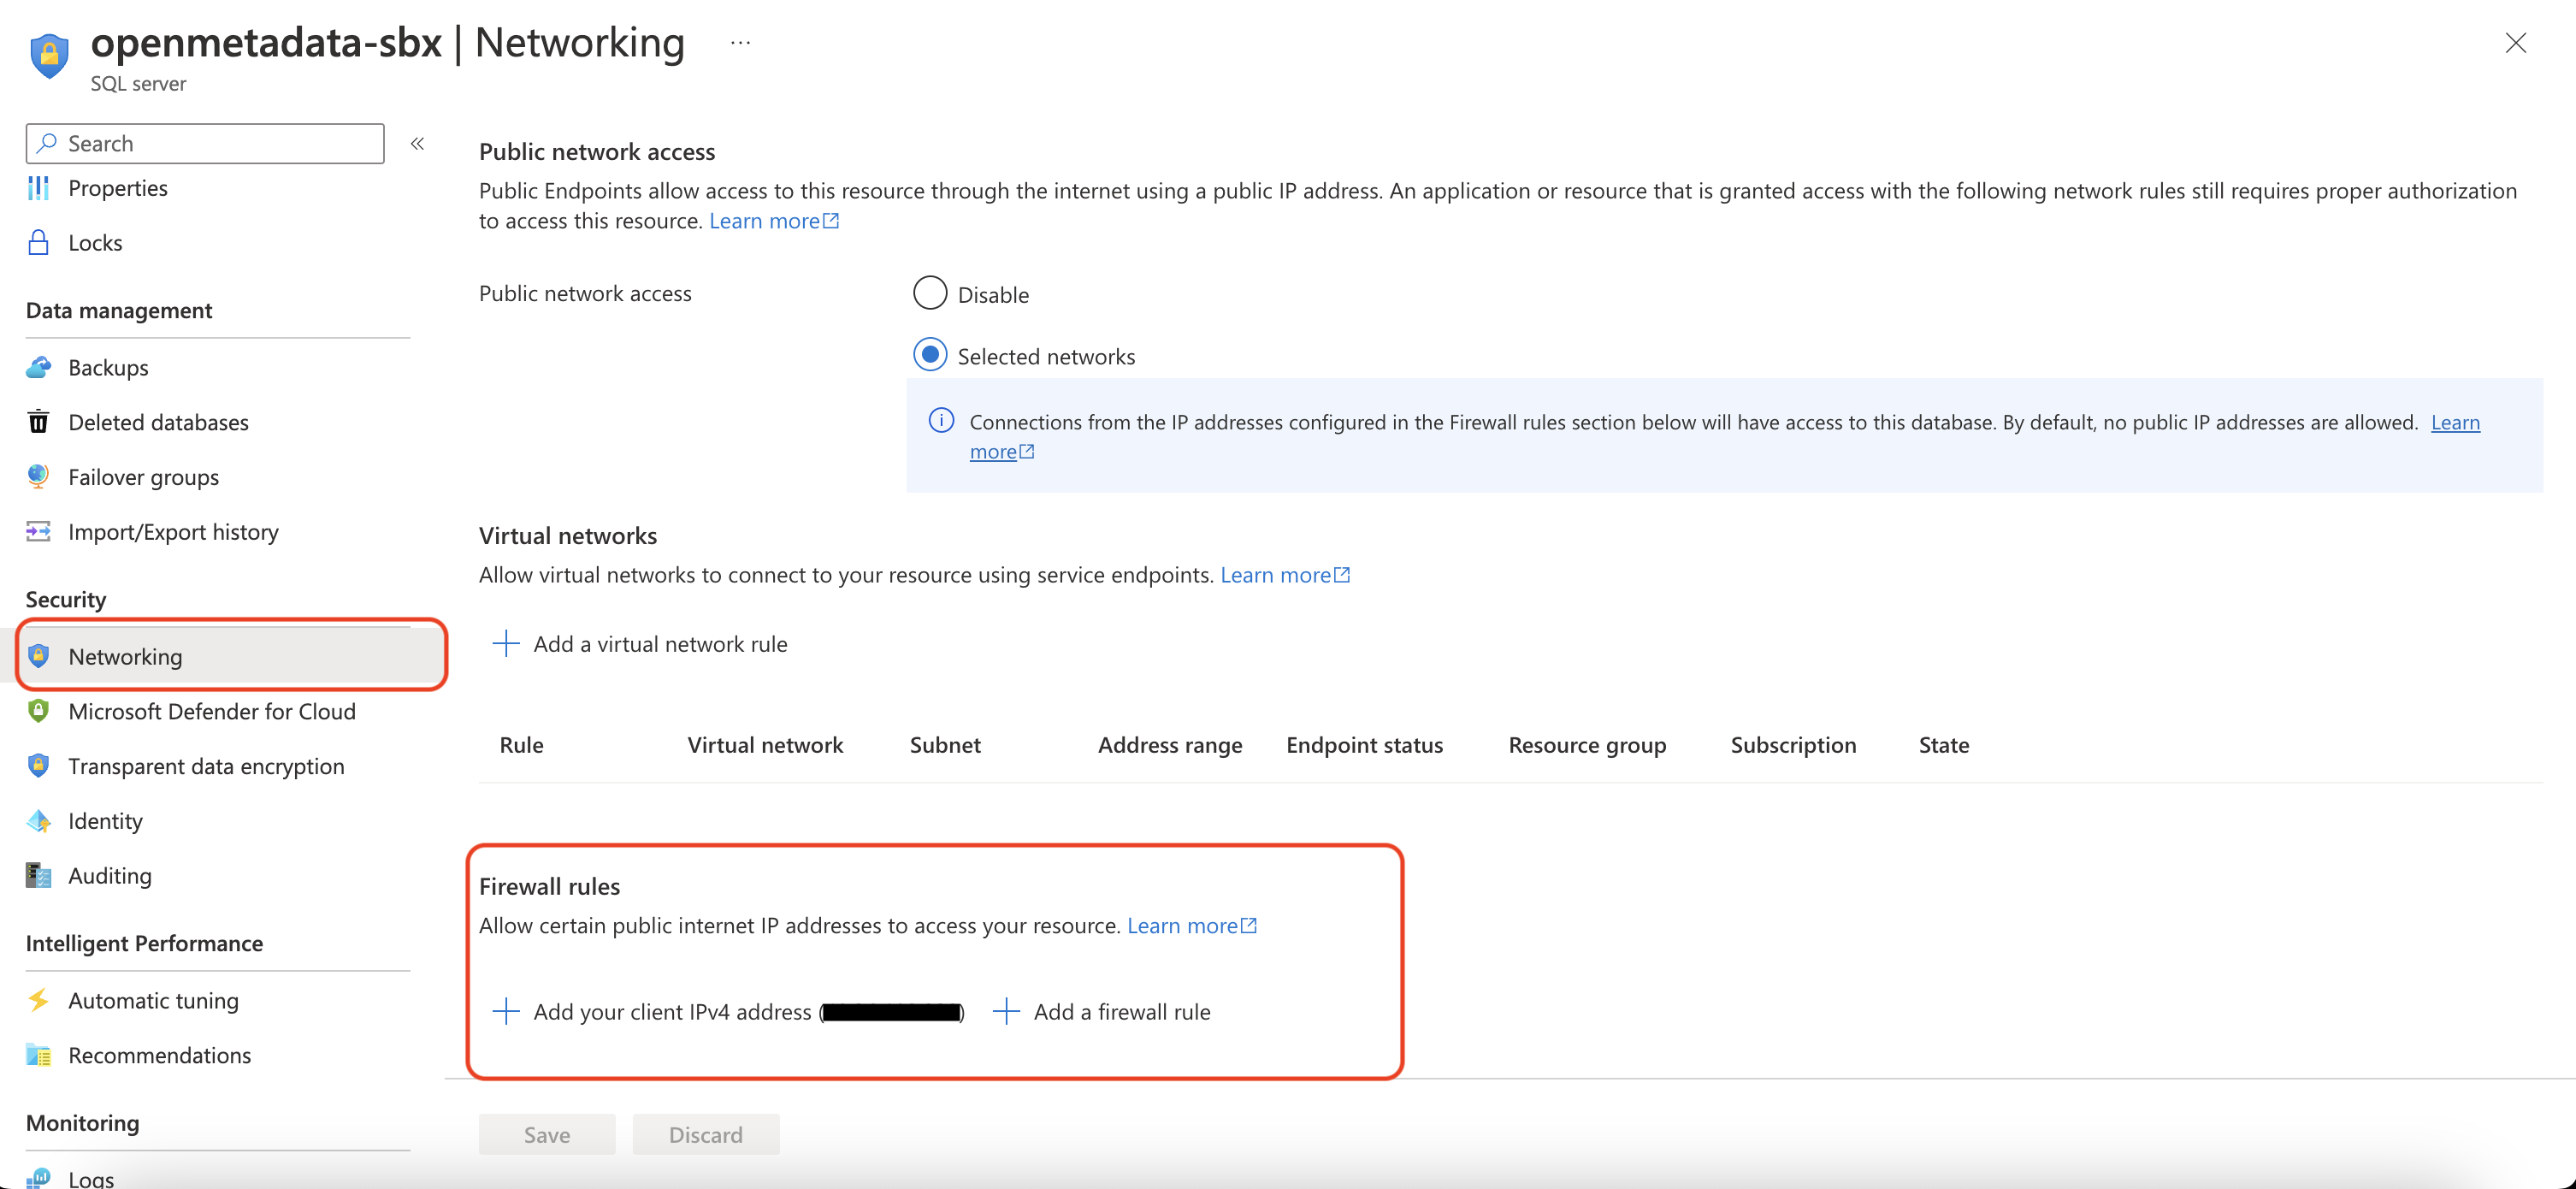 openmetadata-sbx | Networking ...
SQL server
Search
«
Properties
Locks
Data management
Backups
Deleted databases
Failover groups
Import/Export history
Security
Networking
Microsoft Defender for Cloud
Transparent data encryption
Identity
Auditing
Intelligent Performance
Automatic tuning
Recommendations
Monitoring
Logs
Public network access
Public Endpoints allow access to this resource through the internet using a public IP address. An application or resource that is granted access with the following network rules still requires proper authorization
to access this resource. Learn more
Public network access
Disable
Selected networks
Connections from the IP addresses configured in the Firewall rules section below will have access to this database. By default, no public IP addresses are allowed. Learn
more
Virtual networks
Allow virtual networks to connect to your resource using service endpoints. Learn more
Add a virtual network rule
Rule Virtual network Subnet Address range Endpoint status Resource group Subscription State
Firewall rules
Allow certain public internet IP addresses to access your resource. Learn more
Add your client IPv4 address () Add a firewall rule
Save Discard